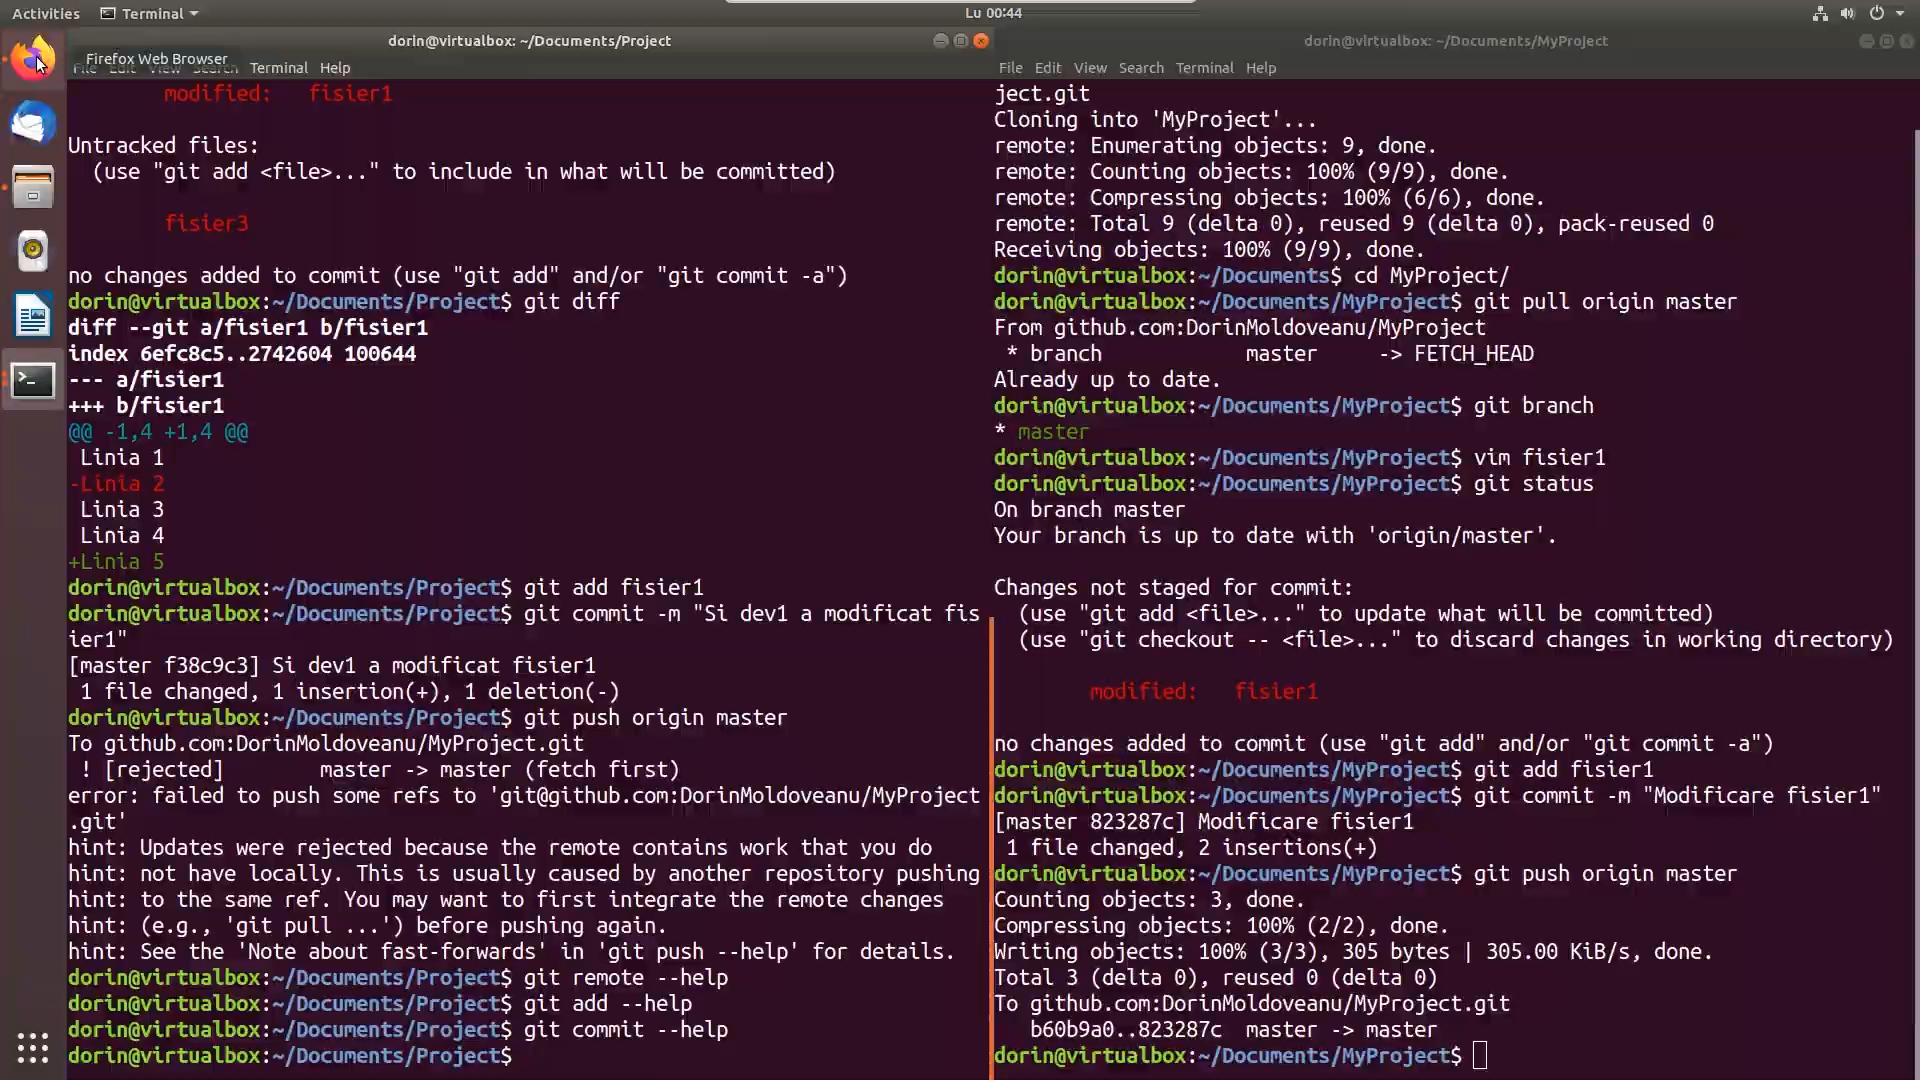 Activities
Terminal
Lu 00:44
dorin@virtualbox: ~/Documents/Project
Firefox Web Browser
File Edit View Search Terminal Help
modified:   fisier1
Untracked files:
(use "git add <file>..." to include in what will be committed)
fisier3
no changes added to commit (use "git add" and/or "git commit -a")
dorin@virtualbox:~/Documents/Project$ git diff
diff --git a/fisier1 b/fisier1
index 6efc8c5..2742604 100644
--- a/fisier1
+++ b/fisier1
@@ -1,4 +1,4 @@
Linia 1
-Linia 2
Linia 3
Linia 4
+Linia 5
dorin@virtualbox:~/Documents/Project$ git add fisier1
dorin@virtualbox:~/Documents/Project$ git commit -m "Si dev1 a modificat fis
ier1"
[master f38c9c3] Si dev1 a modificat fisier1
1 file changed, 1 insertion(+), 1 deletion(-)
dorin@virtualbox:~/Documents/Project$ git push origin master
To github.com:DorinMoldoveanu/MyProject.git
! [rejected]        master -> master (fetch first)
error: failed to push some refs to 'git@github.com:DorinMoldoveanu/MyProject
.git'
hint: Updates were rejected because the remote contains work that you do
hint: not have locally. This is usually caused by another repository pushing
hint: to the same ref. You may want to first integrate the remote changes
hint: (e.g., 'git pull ...') before pushing again.
hint: See the 'Note about fast-forwards' in 'git push --help' for details.
dorin@virtualbox:~/Documents/Project$ git remote --help
dorin@virtualbox:~/Documents/Project$ git add --help
dorin@virtualbox:~/Documents/Project$ git commit --help
dorin@virtualbox:~/Documents/Project$
dorin@virtualbox: ~/Documents/MyProject
File Edit View Search Terminal Help
ject.git
Cloning into 'MyProject'...
remote: Enumerating objects: 9, done.
remote: Counting objects: 100% (9/9), done.
remote: Compressing objects: 100% (6/6), done.
remote: Total 9 (delta 0), reused 9 (delta 0), pack-reused 0
Receiving objects: 100% (9/9), done.
dorin@virtualbox:~/Documents$ cd MyProject/
dorin@virtualbox:~/Documents/MyProject$ git pull origin master
From github.com:DorinMoldoveanu/MyProject
* branch            master     -> FETCH_HEAD
Already up to date.
dorin@virtualbox:~/Documents/MyProject$ git branch
* master
dorin@virtualbox:~/Documents/MyProject$ vim fisier1
dorin@virtualbox:~/Documents/MyProject$ git status
On branch master
Your branch is up to date with 'origin/master'.
Changes not staged for commit:
(use "git add <file>..." to update what will be committed)
(use "git checkout -- <file>..." to discard changes in working directory)
modified:   fisier1
no changes added to commit (use "git add" and/or "git commit -a")
dorin@virtualbox:~/Documents/MyProject$ git add fisier1
dorin@virtualbox:~/Documents/MyProject$ git commit -m "Modificare fisier1"
[master 823287c] Modificare fisier1
1 file changed, 2 insertions(+)
dorin@virtualbox:~/Documents/MyProject$ git push origin master
Counting objects: 3, done.
Compressing objects: 100% (2/2), done.
Writing objects: 100% (3/3), 305 bytes | 305.00 KiB/s, done.
Total 3 (delta 0), reused 0 (delta 0)
To github.com:DorinMoldoveanu/MyProject.git
b60b9a0..823287c  master -> master
dorin@virtualbox:~/Documents/MyProject$